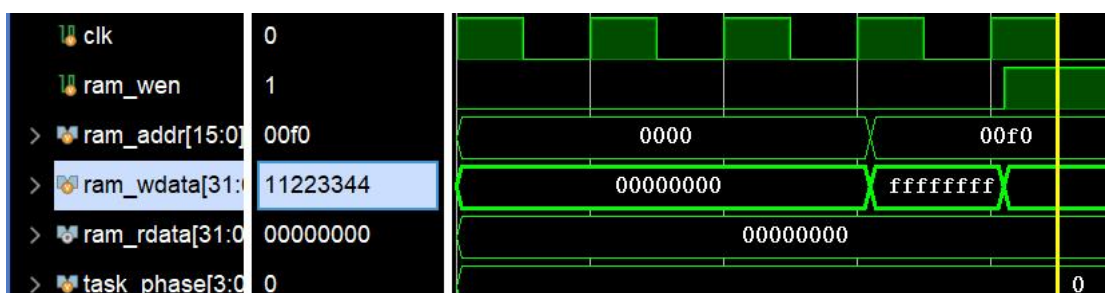 clk 0
ram_wen 1
ram_addr[15:0] 00f0 0000 00f0
ram_wdata[31:0 11223344 00000000 ffffffff
ram_rdata[31:0 00000000 00000000
task_phase[3:0 0 0